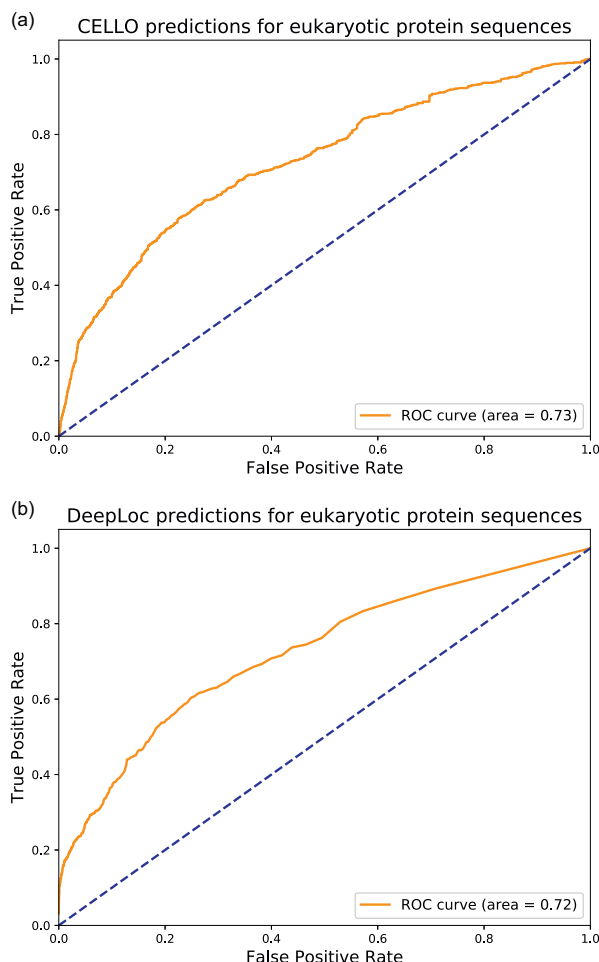 (a)
CELLO predictions for eukaryotic protein sequences
1.0
0.8
0.6
0.4
0.2
0.0
True Positive Rate
ROC curve (area = 0.73)
0.0 0.2 0.4 0.6 0.8 1.0
False Positive Rate
(b)
DeepLoc predictions for eukaryotic protein sequences
1.0
0.8
0.6
0.4
0.2
0.0
True Positive Rate
ROC curve (area = 0.72)
0.0 0.2 0.4 0.6 0.8 1.0
False Positive Rate